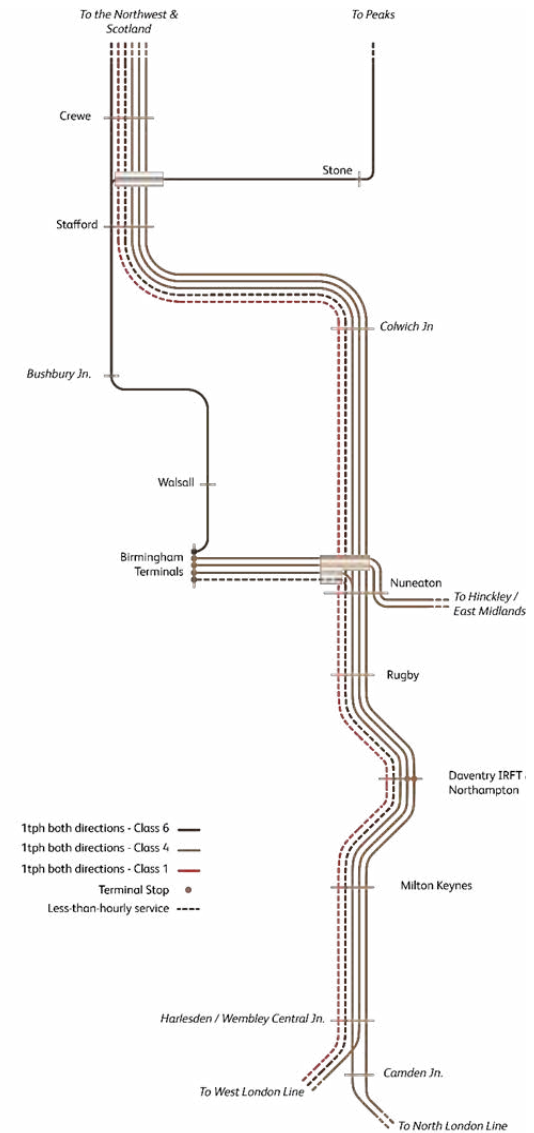 To the Northwest &
Scotland
To Peaks
Crewe
Stone
Stafford
Colwich Jn
Bushbury Jn.
Walsall
Birmingham
Terminals
Nuneaton
To Hinckley /
East Midlands
Rugby
Daventry IRFT
Northampton
1tph both directions - Class 6
1tph both directions - Class 4
1tph both directions - Class 1
Terminal Stop
Less-than-hourly service
Milton Keynes
Harlesden / Wembley Central Jn.
Camden Jn.
To West London Line
To North London Line